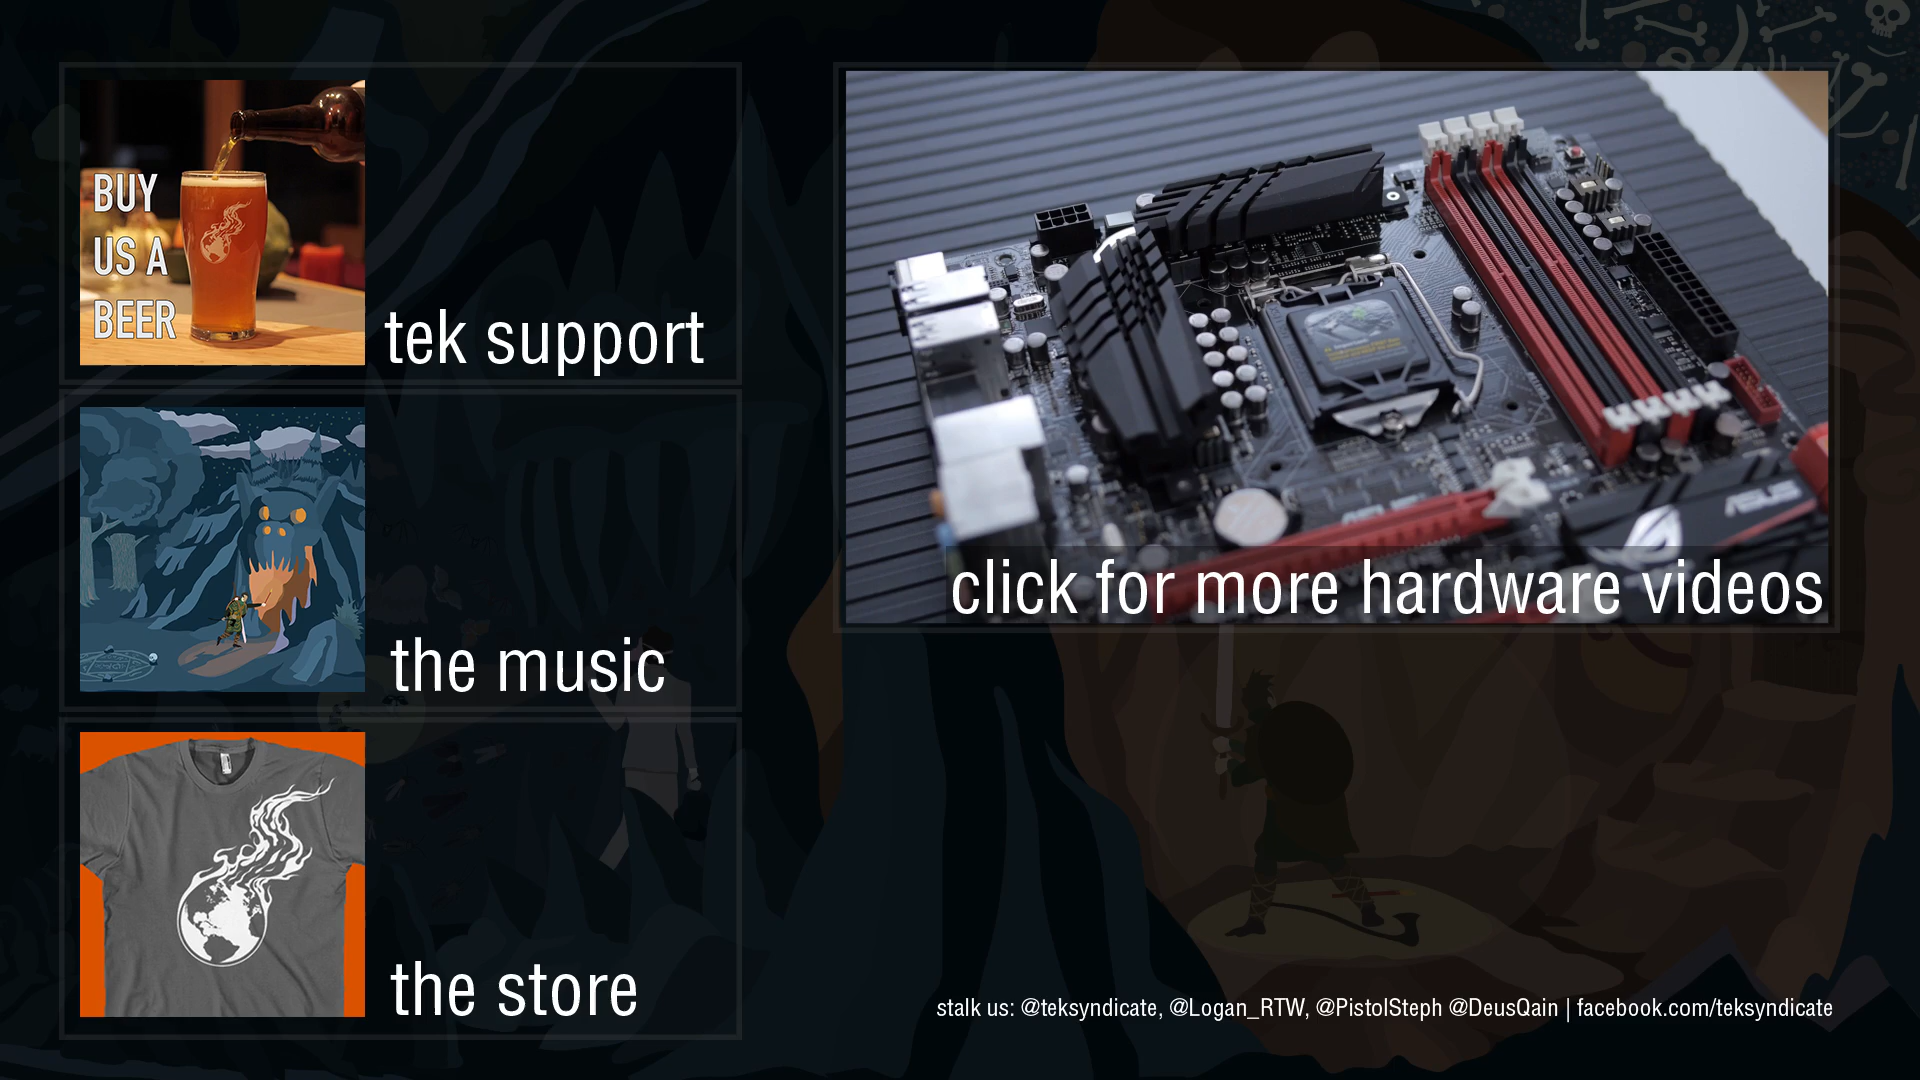 BUY
US A
BEER
tek support
the music
the store
ASUS
click for more hardware videos
stalk us: @teksyndicate, @Logan_RTW, @PistolSteph @DeusQain | facebook.com/teksyndicate